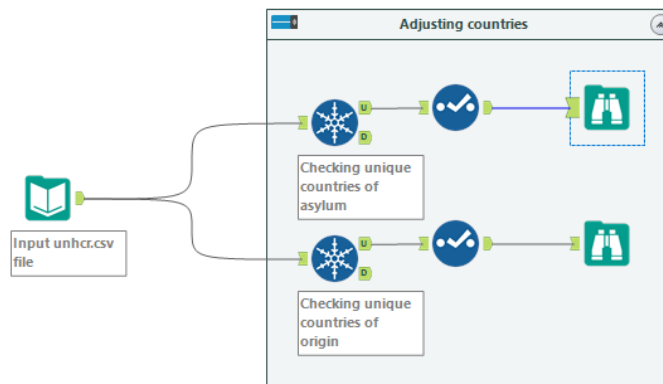 Adjusting countries
U
D
Checking unique
countries of
asylum
Input unhcr.csv
file
U
D
Checking unique
countries of
origin